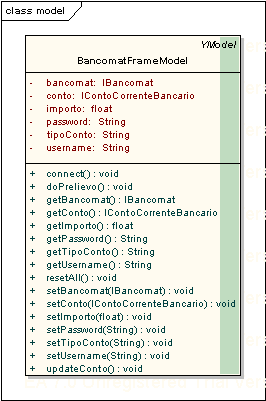 class model
YModel
BancomatFrameModel
- bancomat: IBancomat
- conto: IContoCorrenteBancario
- importo: float
- password: String
- tipoConto: String
- username: String
+ connect() : void
+ doPrelievo() : void
+ getBancomat() : IBancomat
+ getConto() : IContoCorrenteBancario
+ getImporto() : float
+ getPassword() : String
+ getTipoConto() : String
+ getUsername() : String
+ resetAll() : void
+ setBancomat(IBancomat) : void
+ setConto(IContoCorrenteBancario) : void
+ setImporto(float) : void
+ setPassword(String) : void
+ setTipoConto(String) : void
+ setUsername(String) : void
+ updateConto() : void